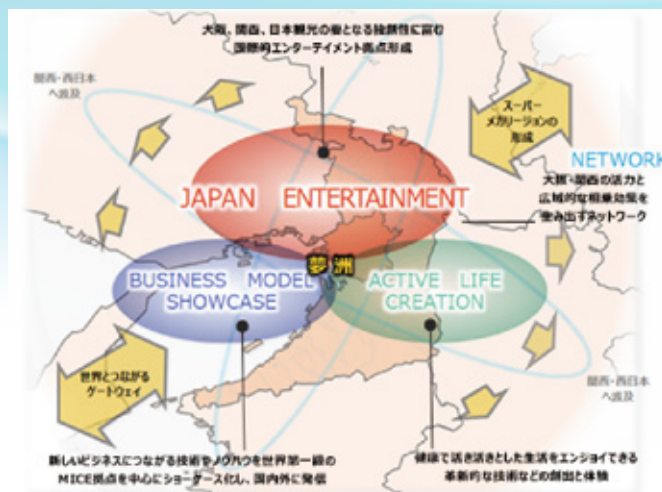 大阪、関西、日本観光の要となる独創性に富む
国際的エンターテイメント拠点形成
関西・西日本
へ波及
スーパー
メガリージョンの
形成
NETWORK
大阪・関西の活力と
広域的な相乗効果を
生み出すネットワーク
JAPAN ENTERTAINMENT
夢洲
BUSINESS MODEL
SHOWCASE
ACTIVE LIFE
CREATION
世界とつながる
ゲートウェイ
関西・西日本
へ波及
新しいビジネスにつながる技術やノウハウを世界第一級の
MICE拠点を中心にショーケース化し、国内外に発信
健康で活き活きとした生活をエンジョイできる
革新的な技術などの創出と体験